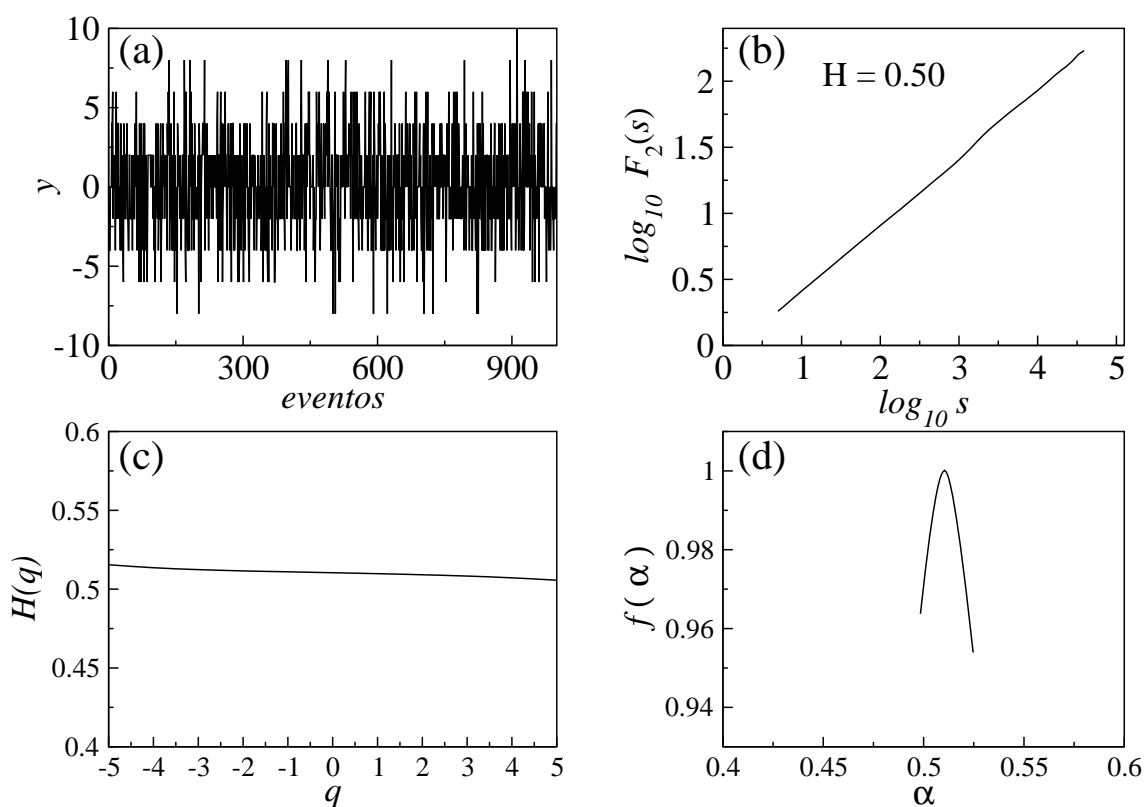 (a)
10
5
0
-5
-10
y
0 300 600 900
eventos
(b)
H = 0.50
2
1.5
1
0.5
0
log10 F2(s)
0 1 2 3 4 5
log10 s
(c)
0.6
0.55
0.5
0.45
0.4
H(q)
-5 -4 -3 -2 -1 0 1 2 3 4 5
q
(d)
1
0.98
0.96
0.94
f(α)
0.4 0.45 0.5 0.55 0.6
α